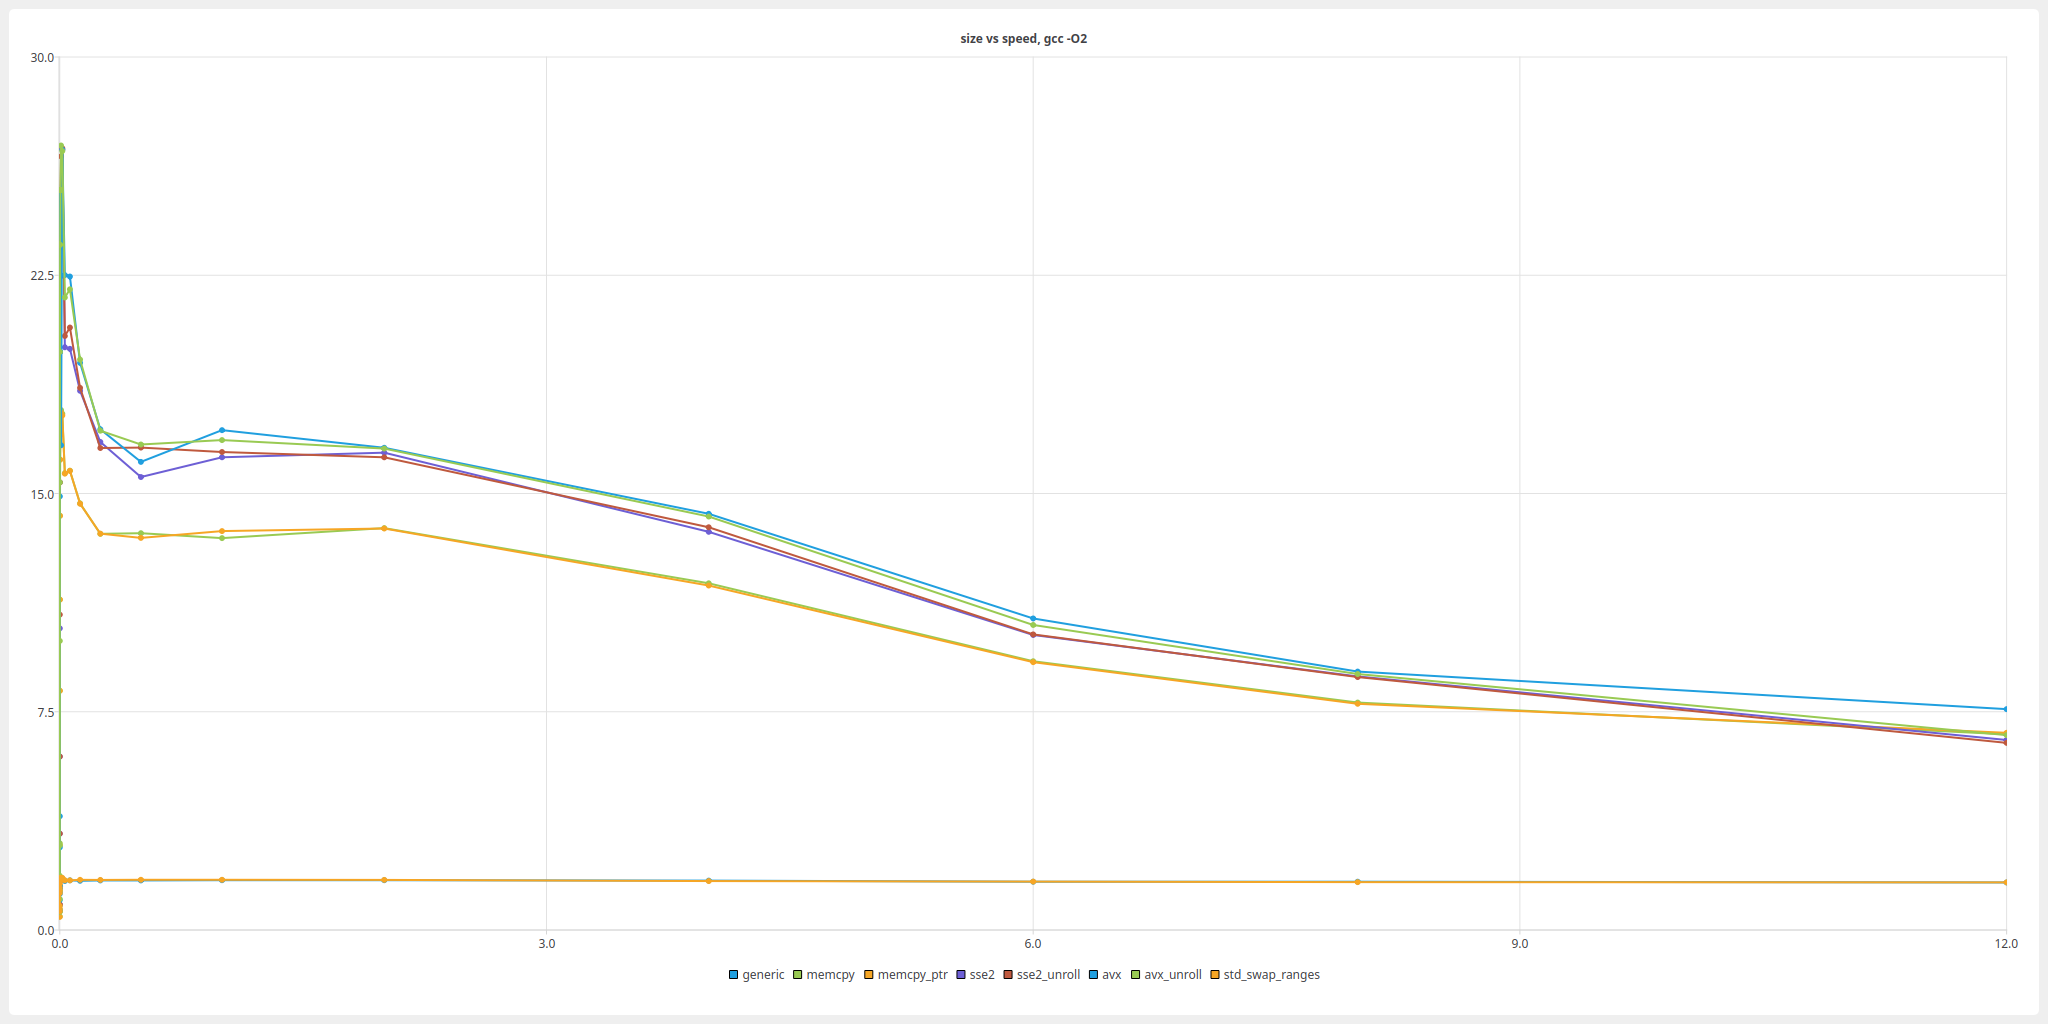 size vs speed, gcc -O2
30.0
22.5
15.0
7.5
0.0
0.0 3.0 6.0 9.0 12.0
generic memcpy memcpy_ptr sse2 sse2_unroll avx avx_unroll std_swap_ranges